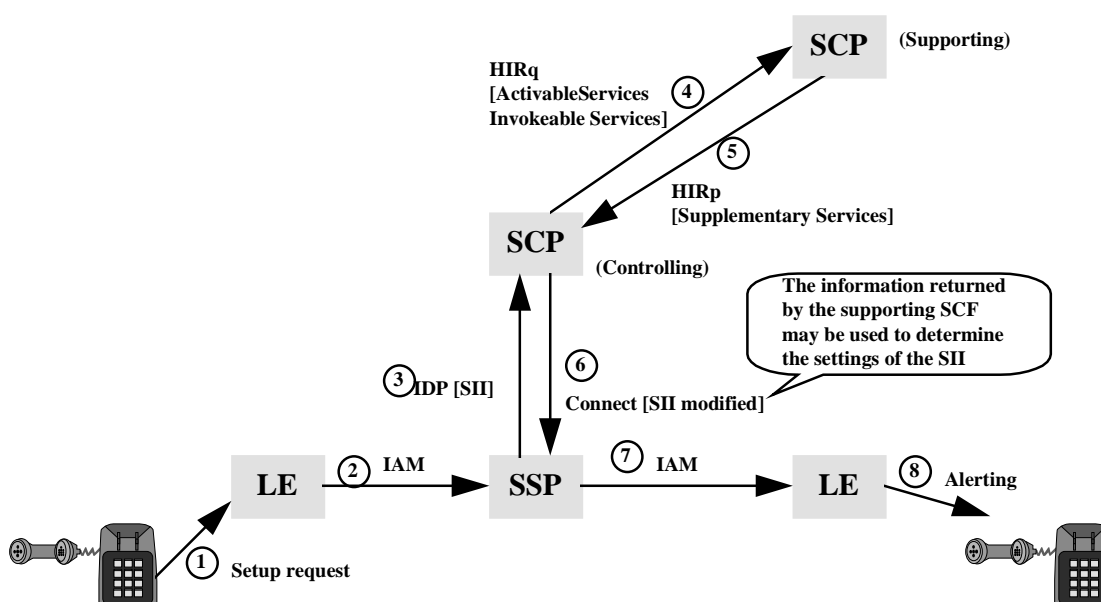 SCP
(Supporting)
HIRq
[ActivableServices
Invokeable Services]
4
5
HIRp
[Supplementary Services]
SCP
(Controlling)
The information returned
by the supporting SCF
may be used to determine
the settings of the SII
3
IDP [SII]
6
Connect [SII modified]
LE
2
IAM
SSP
7
IAM
LE
8
Alerting
1
Setup request